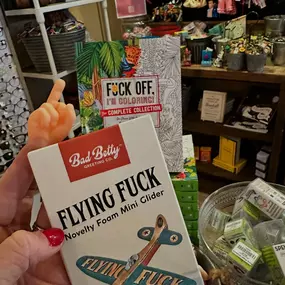 FUCK OFF,
I'M COLORING!
COMPLETE COLLECTION
Bad Belly
GREETING CO.
FLYING FUCK
Novelty Foam Mini Glider
FLYING FUCK